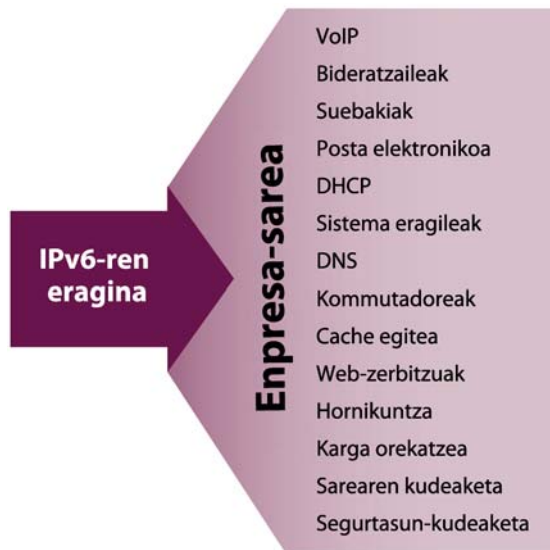 IPv6-ren
eragina
Enpresa-sarea
VoIP
Bideratzaileak
Suebakiak
Posta elektronikoa
DHCP
Sistema eragileak
DNS
Kommutadoreak
Cache egitea
Web-zerbitzuak
Hornikuntza
Karga orekatzea
Sarearen kudeaketa
Segurtasun-kudeaketa